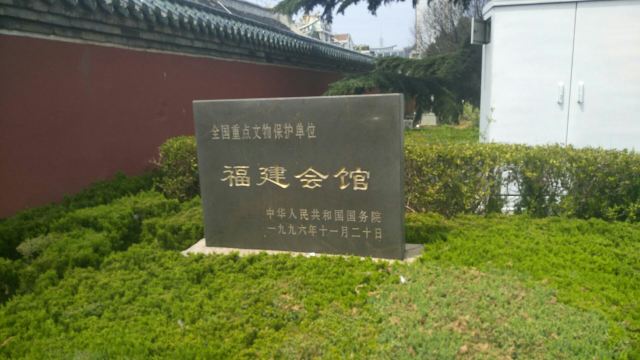 全国重点文物保护单位
福建会馆
中华人民共和国国务院
一九九六年十一月二十日